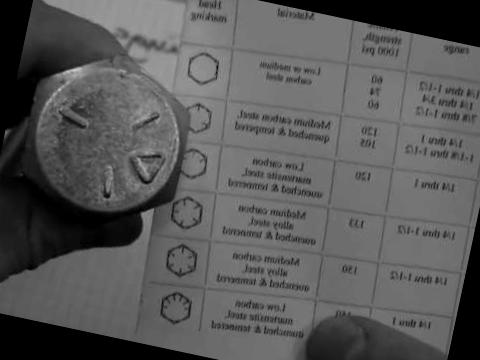 range
strength,
1000 psi
Material
Head
marking
1/4 thru 1-1/2
1/4 thru 3/4
7/8 thru 1-1/2
60
74
60
Low or medium
carbon steel
1/4 thru 1
1-1/8 thru 1-1/2
120
105
Medium carbon steel,
quenched & tempered
1/4 thru 1
120
Low carbon
martensite steel,
quenched & tempered
1/4 thru 1-1/2
133
Medium carbon
alloy steel,
quenched & tempered
1/4 thru 1-1/2
150
Medium carbon
alloy steel,
quenched & tempered
1/4 thru 1
Low carbon
martensite steel,
quenched & tempered